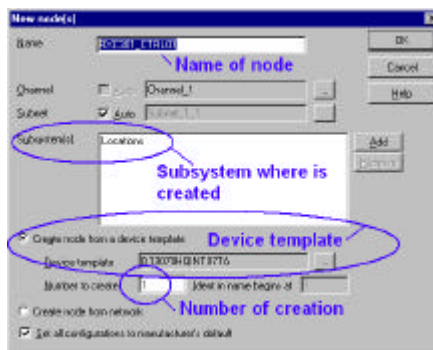 New node(s)
Name
Name of node
OK
Cancel
Help
Channel
Auto
Channel_1
...
Subset
Auto
Subset_1_1
Subsystem(s)
Locations
Add
Subsystem where is
created
Create node from a device template
Device template
Device template
...
Number to create
1
Ident in name begins at
Number of creation
Create node from network
Set all configurations to manufacturer's default